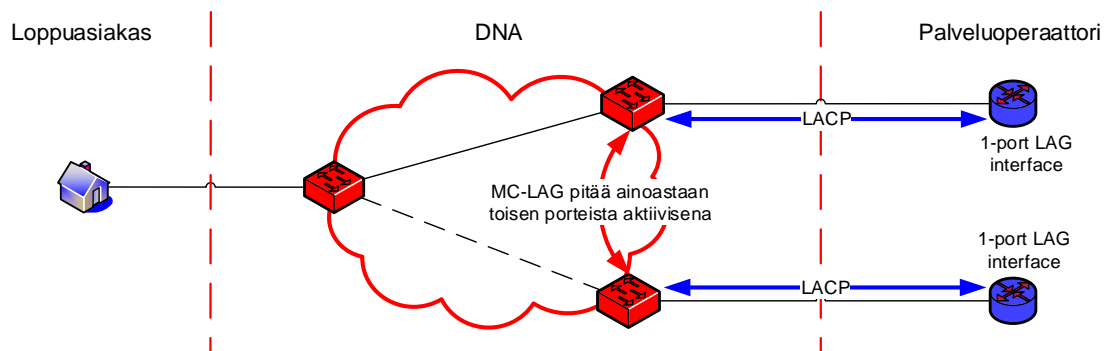 Loppuasiakas
DNA
Palveluoperaattori
LACP
1-port LAG
interface
MC-LAG pitää ainoastaan
toisen porteista aktiivisena
1-port LAG
interface
LACP